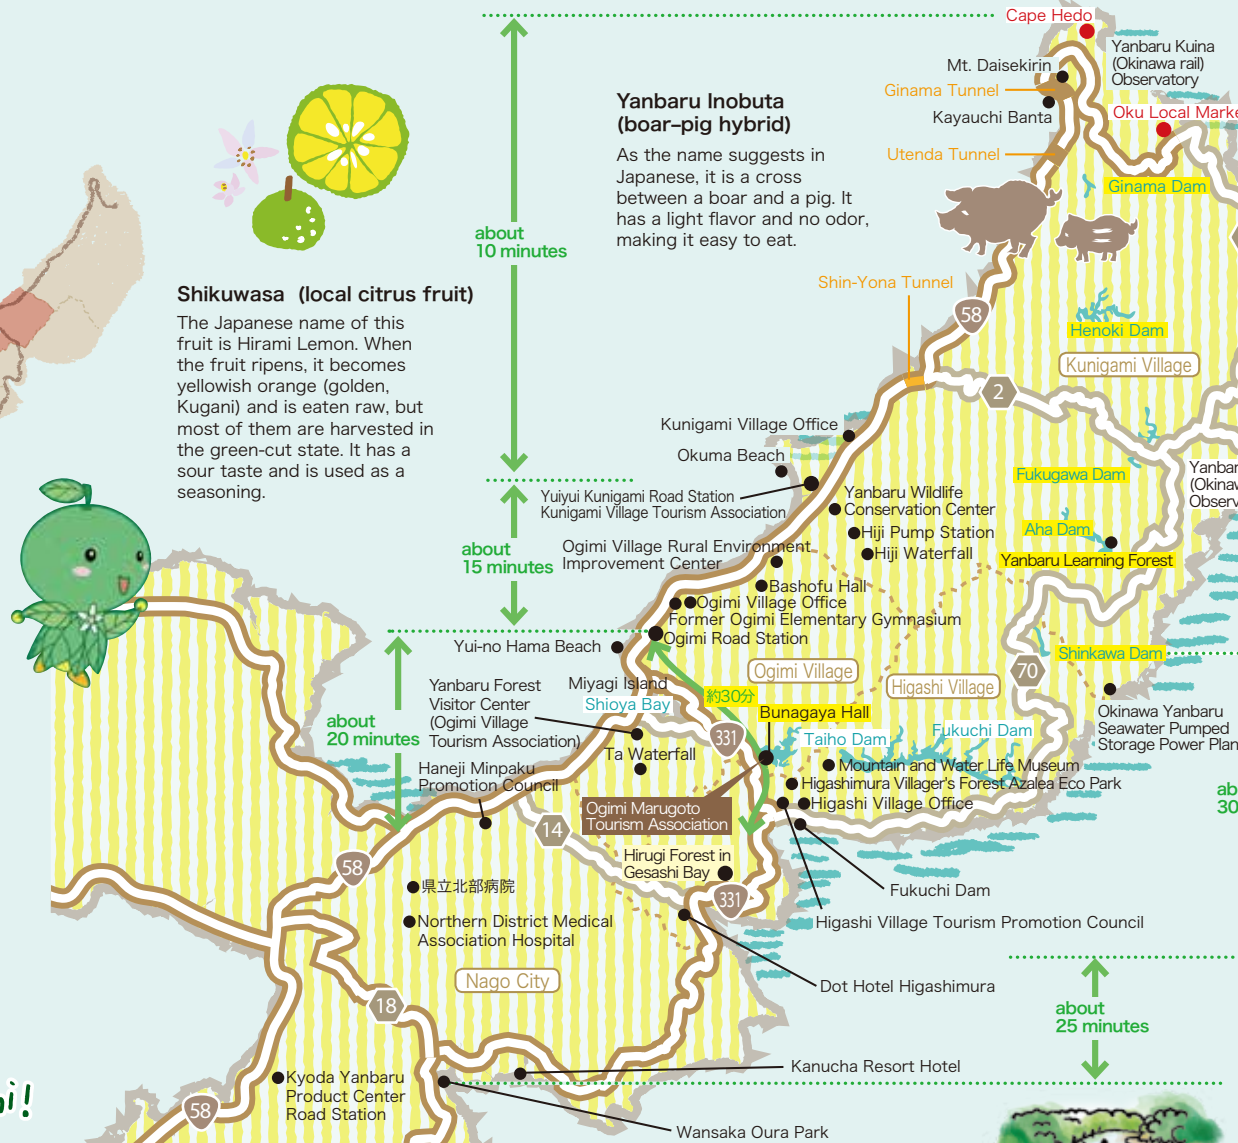 Cape Hedo
Yanbaru Kuina
(Okinawa rail)
Observatory
Mt. Daisekirin
Ginama Tunnel
Kayauchi Banta
Oku Local Marke
Utenda Tunnel
Ginama Dam
Yanbaru Inobuta
(boar-pig hybrid)
As the name suggests in
Japanese, it is a cross
between a boar and a pig. It
has a light flavor and no odor,
making it easy to eat.
about
10 minutes
Shikuwasa (local citrus fruit)
The Japanese name of this
fruit is Hirami Lemon. When
the fruit ripens, it becomes
yellowish orange (golden,
Kugani) and is eaten raw, but
most of them are harvested in
the green-cut state. It has a
sour taste and is used as a
seasoning.
Shin-Yona Tunnel
58
Henoki Dam
Kunigami Village
2
Kunigami Village Office
Okuma Beach
Fukugawa Dam
Yanbar
(Okinaw
Observ
Yuiyui Kunigami Road Station
Kunigami Village Tourism Association
Yanbaru Wildlife
Conservation Center
Hiji Pump Station
Hiji Waterfall
Aha Dam
Yanbaru Learning Forest
about
15 minutes
Ogimi Village Rural Environment
Improvement Center
Bashofu Hall
Ogimi Village Office
Former Ogimi Elementary Gymnasium
Ogimi Road Station
Yui-no Hama Beach
Shinkawa Dam
Ogimi Village
Higashi Village
70
Miyagi Island
Shioya Bay
約30分
Bunagaya Hall
Yanbaru Forest
Visitor Center
(Ogimi Village
Tourism Association)
about
20 minutes
331
Taiho Dam
Fukuchi Dam
Okinawa Yanbaru
Seawater Pumped
Storage Power Plan
Ta Waterfall
Haneji Minpaku
Promotion Council
Mountain and Water Life Museum
Higashimura Villager's Forest Azalea Eco Park
Higashi Village Office
ab
30
Ogimi Marugoto
Tourism Association
14
58
Hirugi Forest in
Gesashi Bay
331
県立北部病院
Fukuchi Dam
Northern District Medical
Association Hospital
Higashi Village Tourism Promotion Council
Nago City
Dot Hotel Higashimura
18
about
25 minutes
Kanucha Resort Hotel
Kyoda Yanbaru
Product Center
Road Station
58
Wansaka Oura Park
ni!